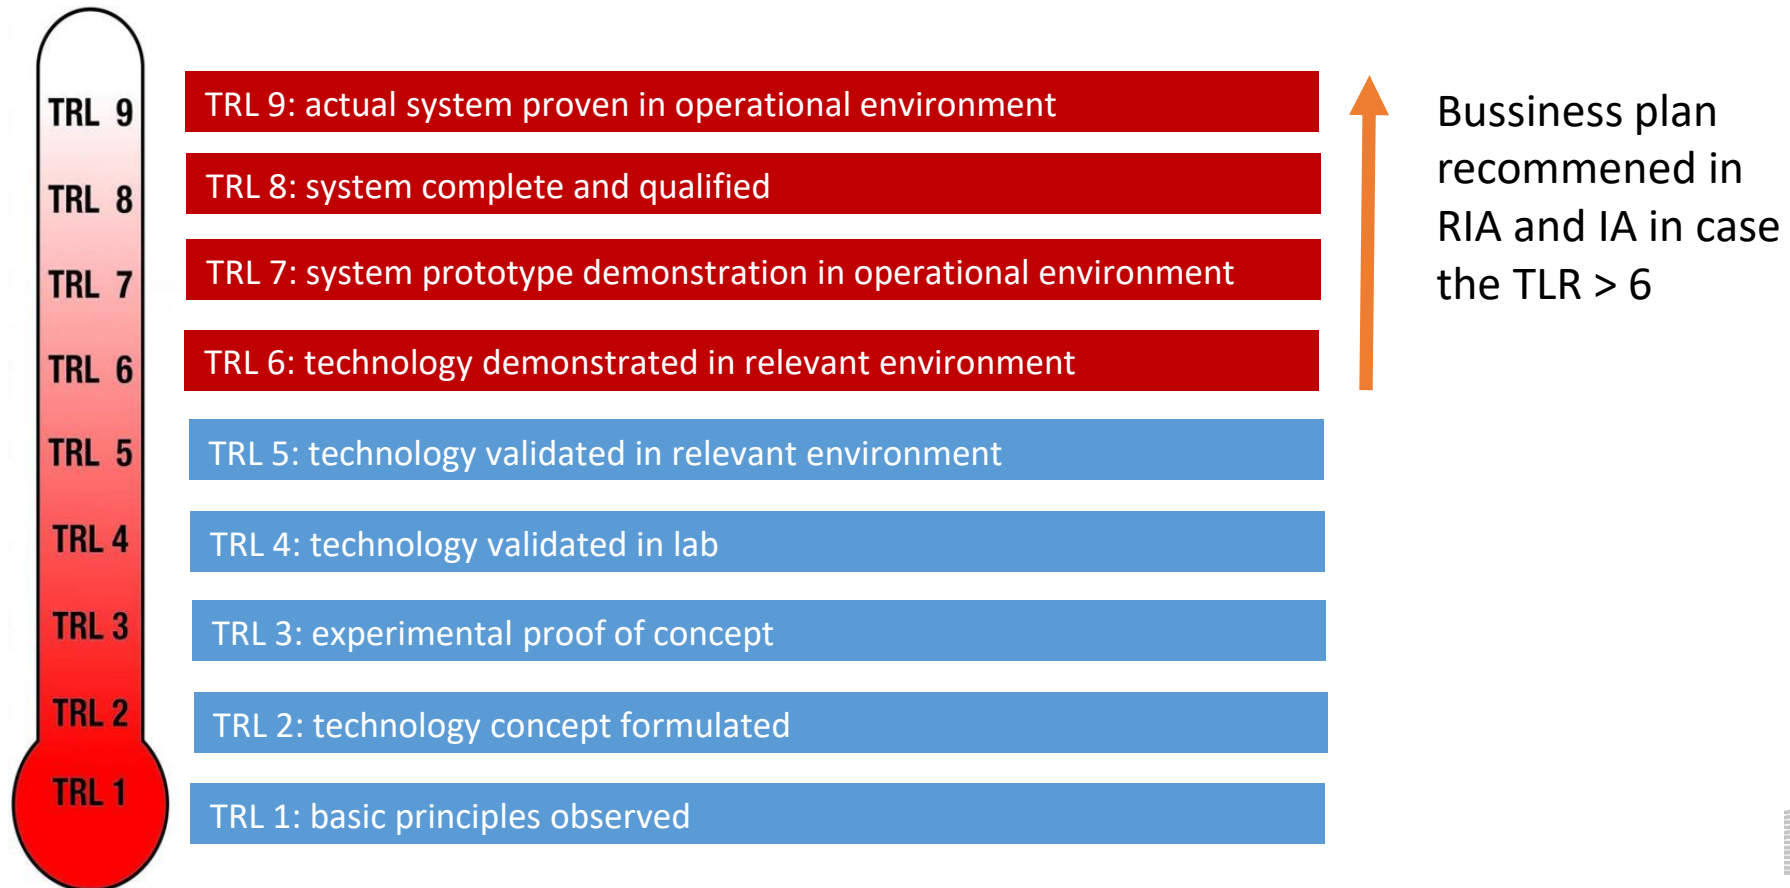 TRL 9
TRL 8
TRL 7
TRL 6
TRL 5
TRL 4
TRL 3
TRL 2
TRL 1
TRL 9: actual system proven in operational environment
TRL 8: system complete and qualified
TRL 7: system prototype demonstration in operational environment
TRL 6: technology demonstrated in relevant environment
TRL 5: technology validated in relevant environment
TRL 4: technology validated in lab
TRL 3: experimental proof of concept
TRL 2: technology concept formulated
TRL 1: basic principles observed
Bussiness plan
recommened in
RIA and IA in case
the TLR > 6